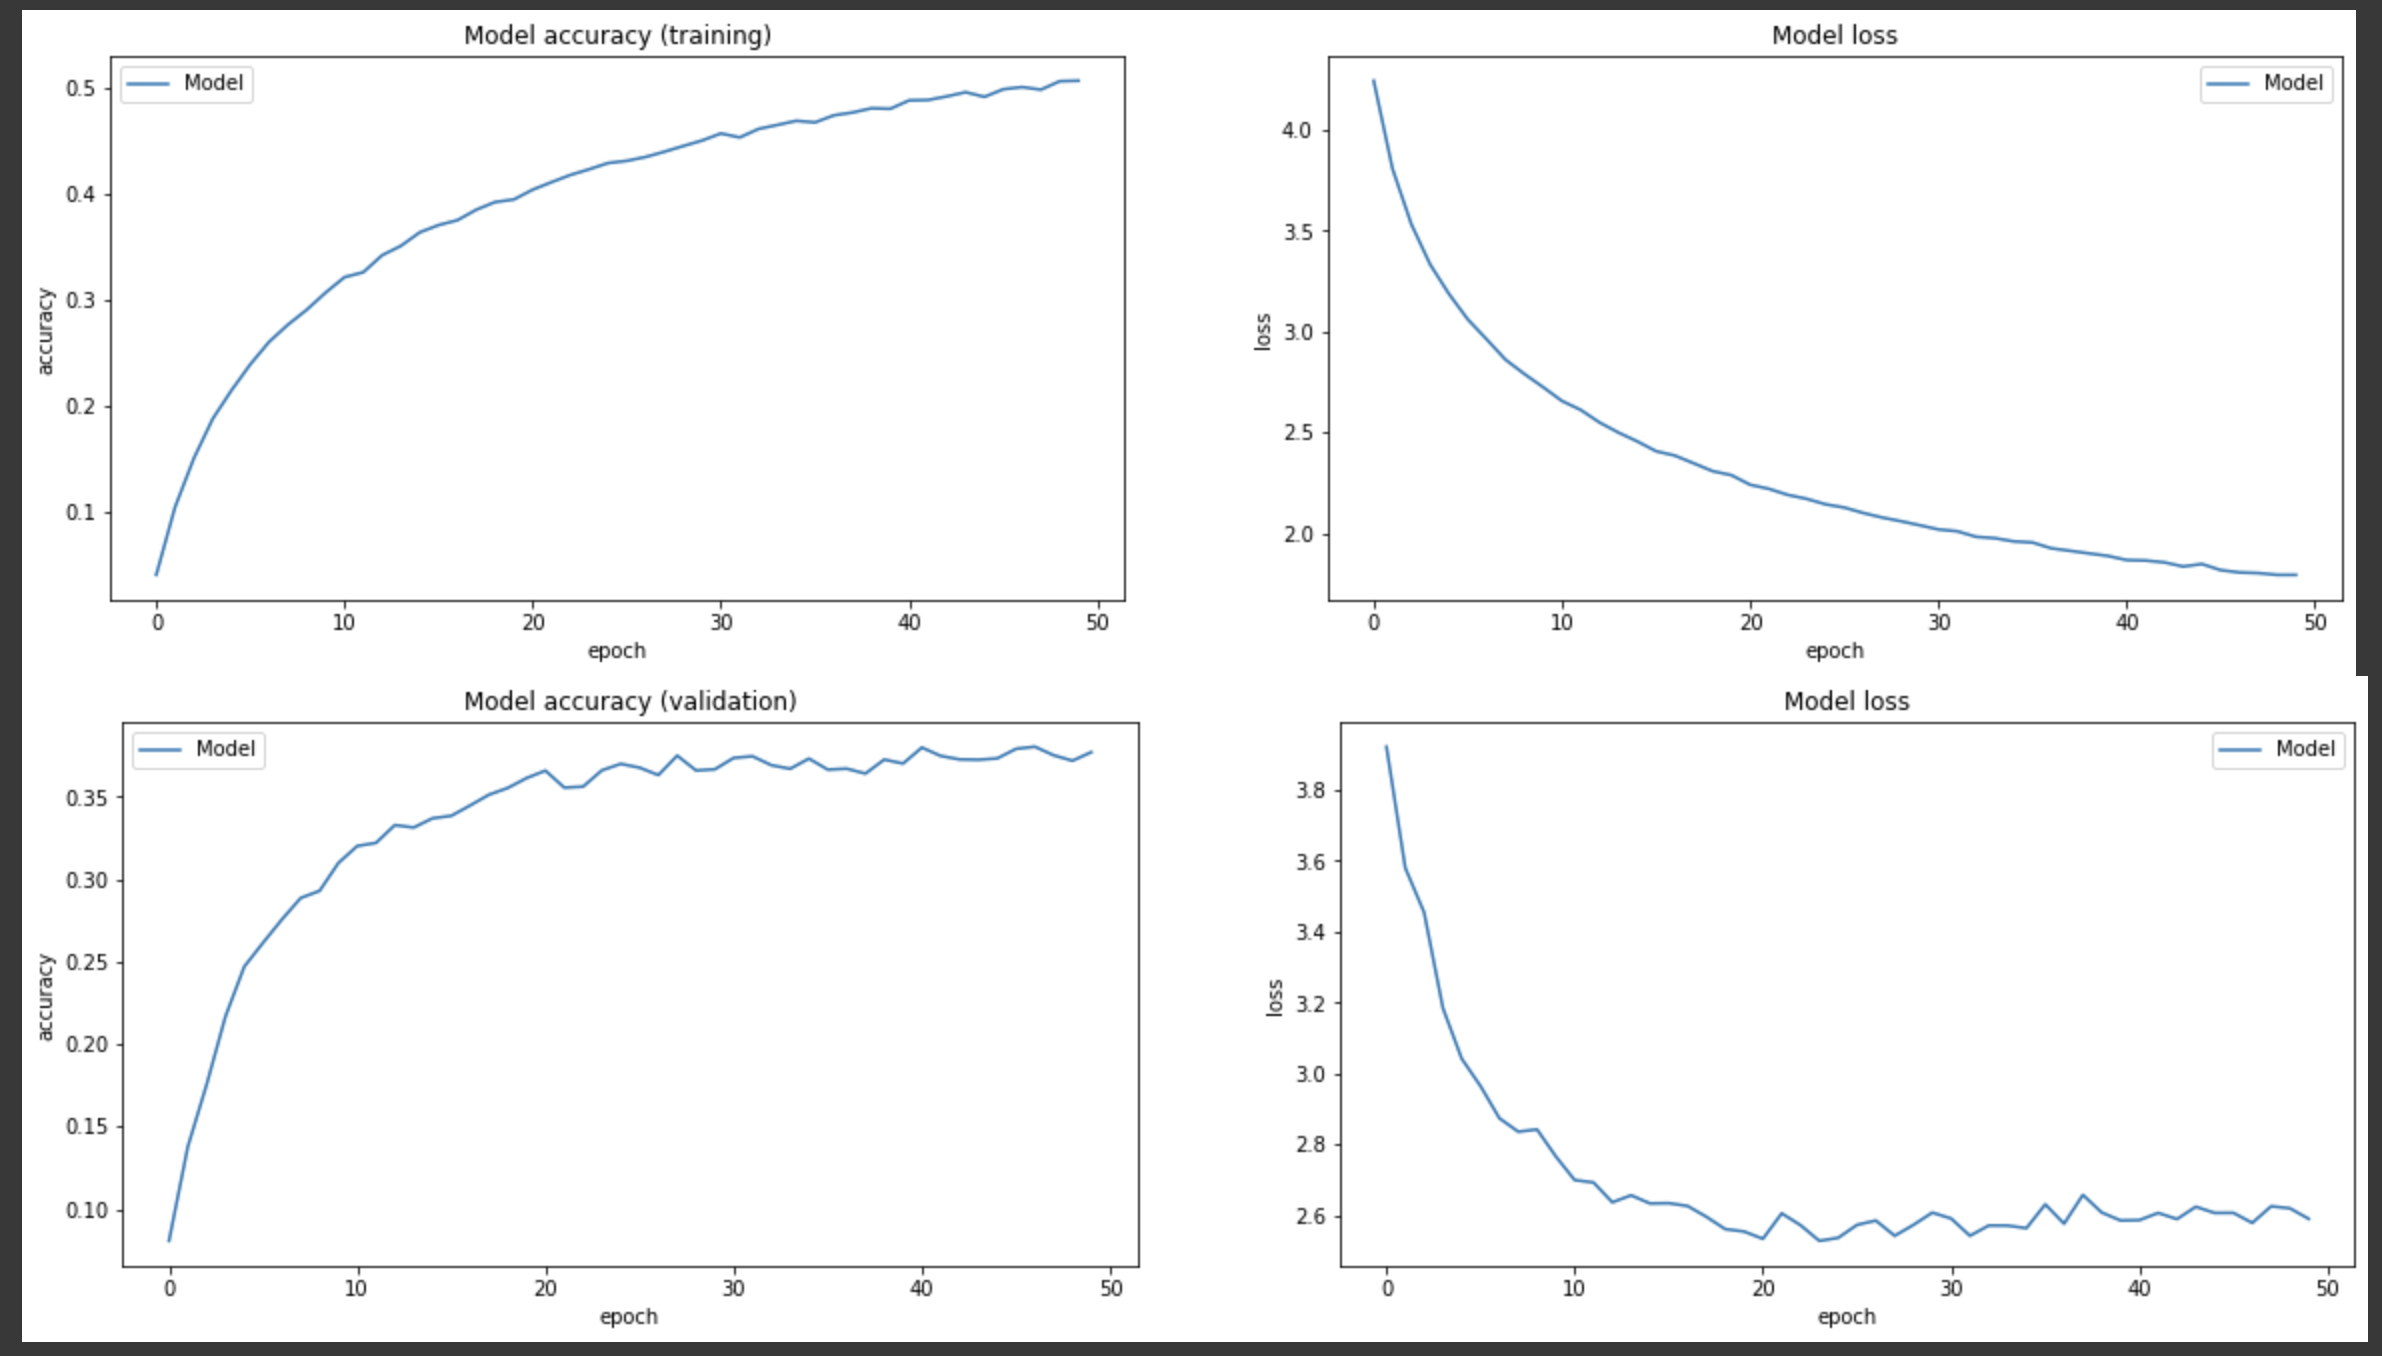 Model accuracy (training)
Model
accuracy
0.5
0.4
0.3
0.2
0.1
0 10 20 30 40 50
epoch
Model loss
Model
loss
4.0
3.5
3.0
2.5
2.0
0 10 20 30 40 50
epoch
Model accuracy (validation)
Model
accuracy
0.35
0.30
0.25
0.20
0.15
0.10
0 10 20 30 40 50
epoch
Model loss
Model
loss
3.8
3.6
3.4
3.2
3.0
2.8
2.6
0 10 20 30 40 50
epoch